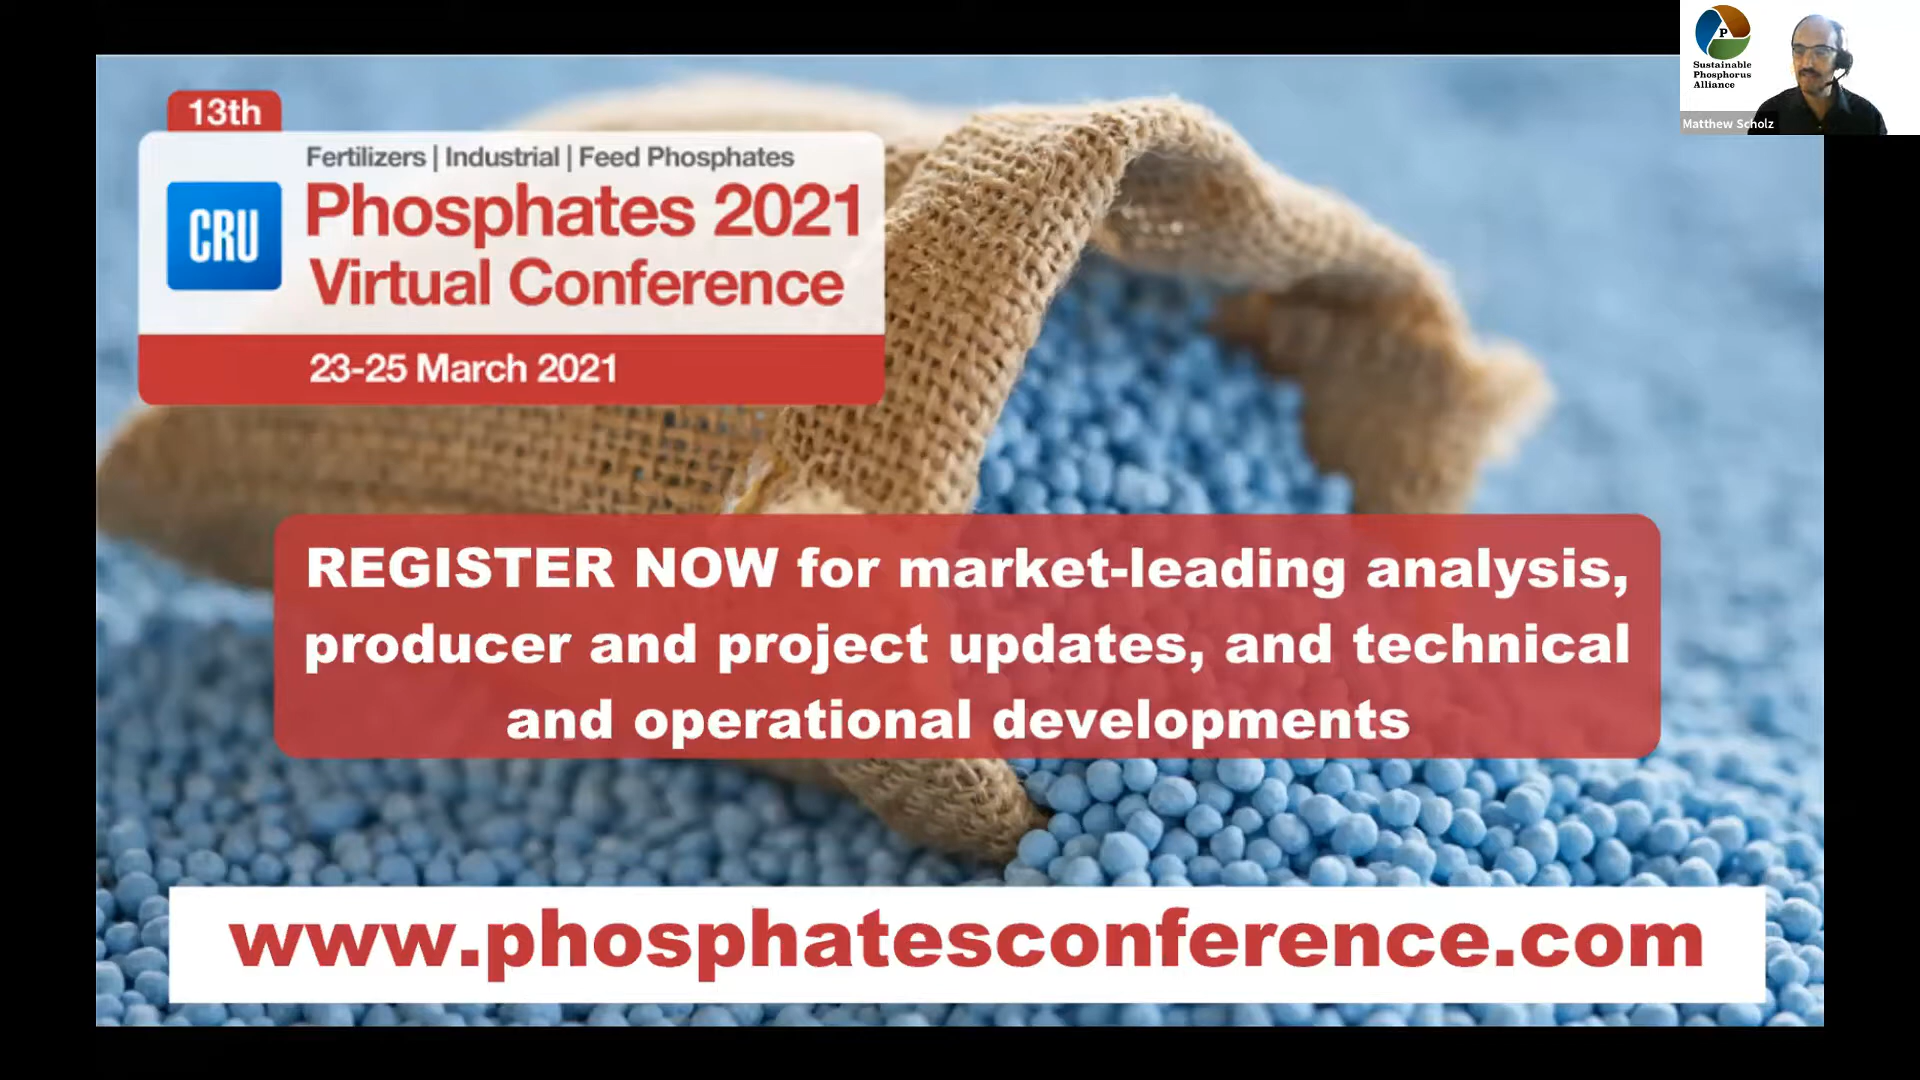 13th
Fertilizers | Industrial | Feed Phosphates
CRU
Phosphates 2021
Virtual Conference
23-25 March 2021
REGISTER NOW for market-leading analysis,
producer and project updates, and technical
and operational developments
www.phosphatesconference.com
P
Sustainable
Phosphorus
Alliance
Matthew Scholz